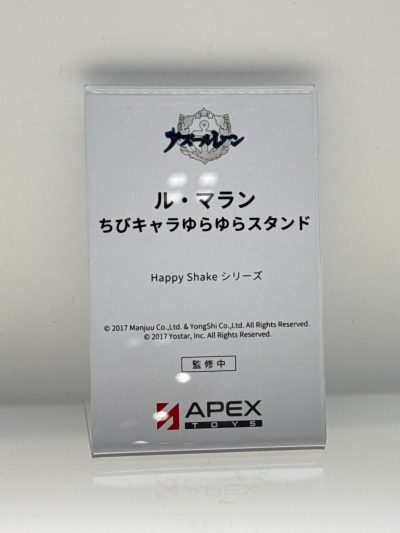 アズールレーン
ル・マラン
ちびキャラゆらゆらスタンド
Happy Shake シリーズ
© 2017 Manjuu Co.,Ltd. & YongShi Co.,Ltd. All Rights Reserved.
© 2017 Yostar, Inc. All Rights Reserved.
監修中
APEX
TOYS